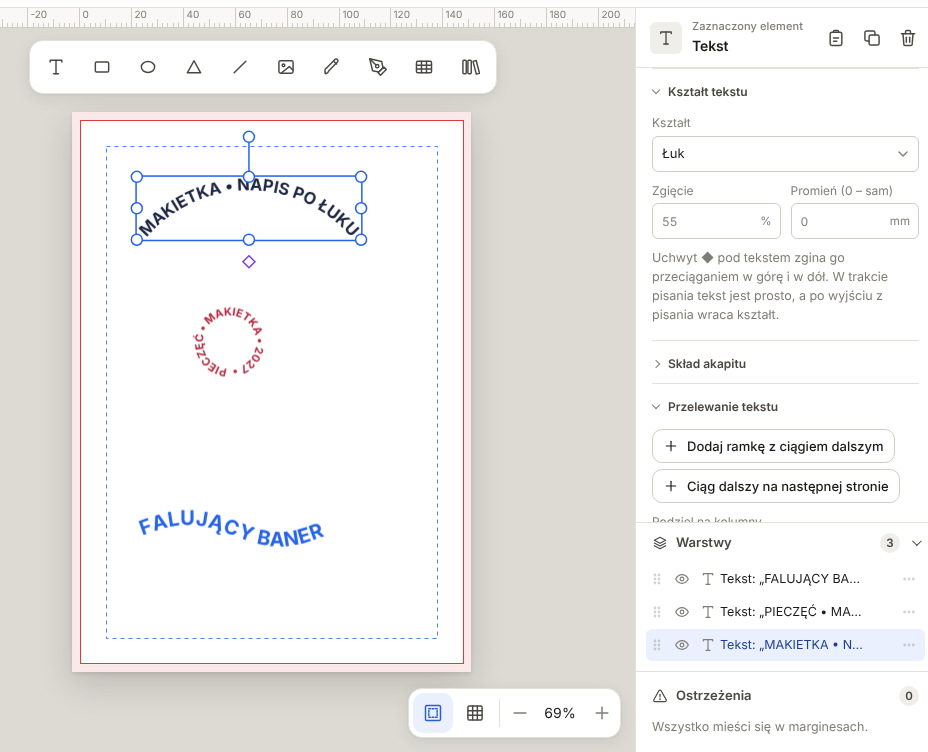 -20 0 20 40 60 80 100 120 140 160 180 200
Zaznaczony element
Tekst
Kształt tekstu
Kształt
Łuk
Zgięcie
Promień (0 – sam)
55 %
0 mm
Uchwyt ◆ pod tekstem zgina go
przeciąganiem w górę i w dół. W trakcie
pisania tekst jest prosto, a po wyjściu z
pisania wraca kształt.
Skład akapitu
Przelewanie tekstu
Dodaj ramkę z ciągiem dalszym
Ciąg dalszy na następnej stronie
Podziel na kolumny
Warstwy 3
Tekst: „FALUJĄCY BA...
Tekst: „PIECZĘĆ • MA...
Tekst: „MAKIETKA • N...
Ostrzeżenia 0
Wszystko mieści się w marginesach.
MAKIETKA • NAPIS PO ŁUKU
PIECZĘĆ • MAKIETKA • 2027 •
FALUJĄCY BANER
69%